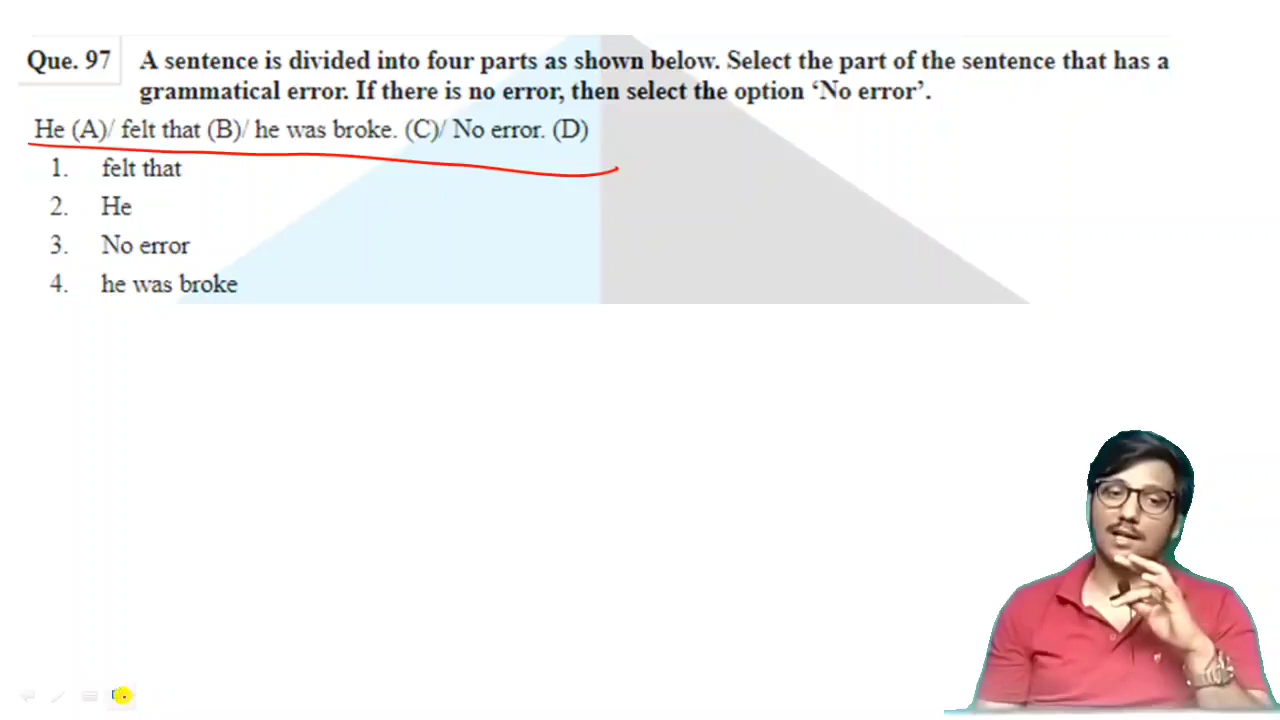 Que. 97 A sentence is divided into four parts as shown below. Select the part of the sentence that has a
grammatical error. If there is no error, then select the option ‘No error’.
He (A)/ felt that (B)/ he was broke. (C)/ No error. (D)
1. felt that
2. He
3. No error
4. he was broke